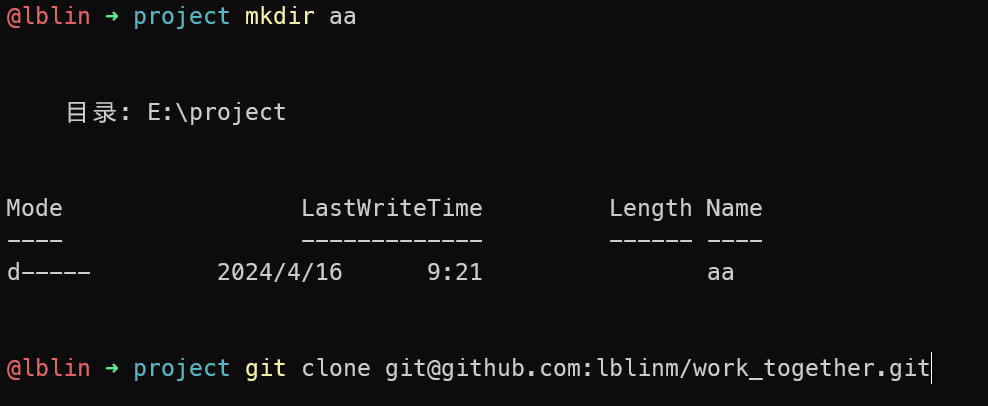 @lblin → project mkdir aa
目录: E:\project
Mode LastWriteTime Length Name
---- ------------- ------ ----
d----- 2024/4/16 9:21 aa
@lblin → project git clone git@github.com:lblinm/work_together.git